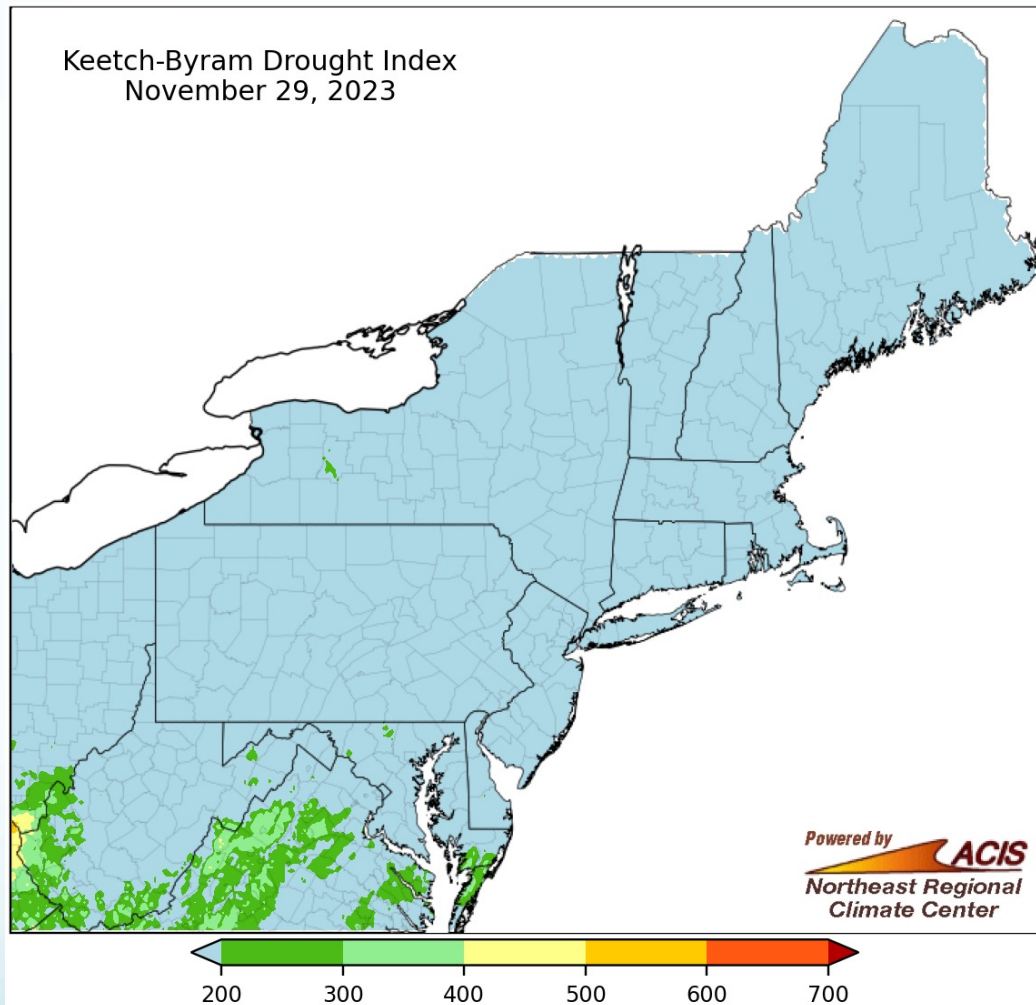 Keetch-Byram Drought Index
November 29, 2023
Powered by
ACIS
Northeast Regional
Climate Center
200 300 400 500 600 700